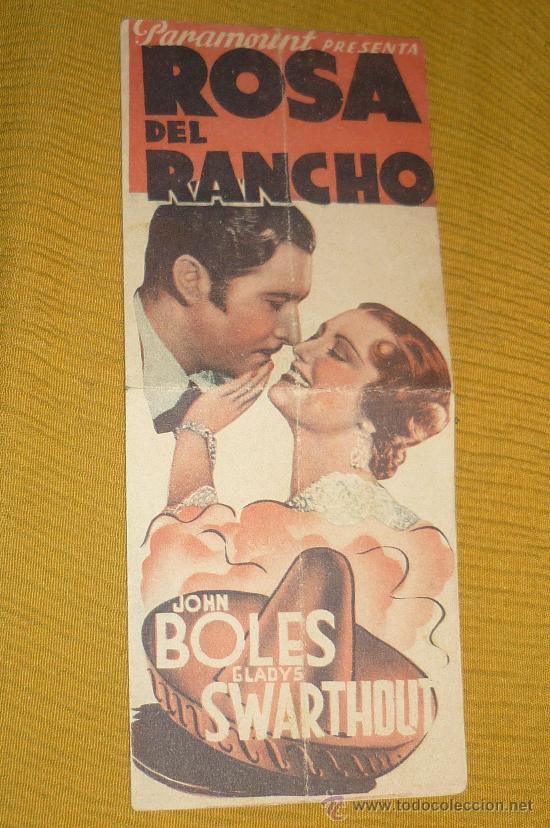 Paramount PRESENTA
ROSA
DEL
RANCHO
JOHN
BOLES
GLADYS
SWARTHOUT
www.todocoleccion.net